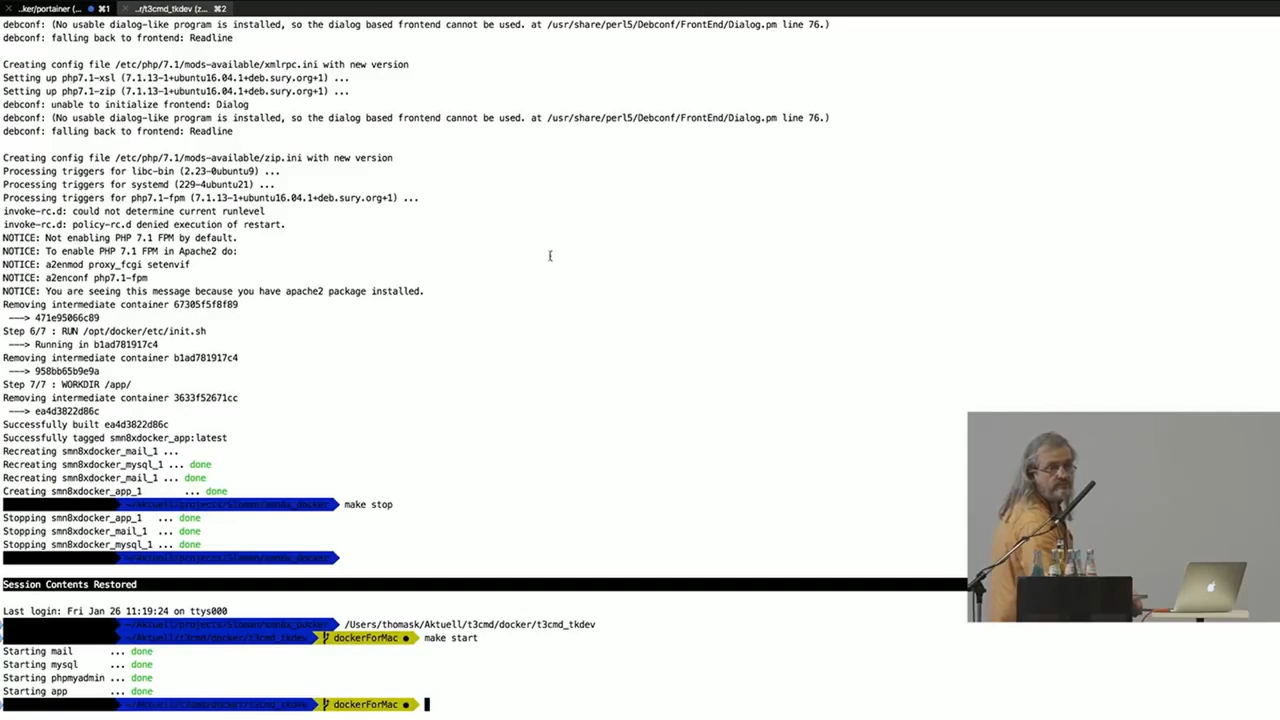 ..ker/portainer (... ⌘1
..r/t3cmd_tkdev (z... ⌘2
debconf: (No usable dialog-like program is installed, so the dialog based frontend cannot be used. at /usr/share/perl5/Debconf/FrontEnd/Dialog.pm line 76.)
debconf: falling back to frontend: Readline
Creating config file /etc/php/7.1/mods-available/xmlrpc.ini with new version
Setting up php7.1-xsl (7.1.13-1+ubuntu16.04.1+deb.sury.org+1) ...
Setting up php7.1-zip (7.1.13-1+ubuntu16.04.1+deb.sury.org+1) ...
debconf: unable to initialize frontend: Dialog
debconf: (No usable dialog-like program is installed, so the dialog based frontend cannot be used. at /usr/share/perl5/Debconf/FrontEnd/Dialog.pm line 76.)
debconf: falling back to frontend: Readline
Creating config file /etc/php/7.1/mods-available/zip.ini with new version
Processing triggers for libc-bin (2.23-0ubuntu9) ...
Processing triggers for systemd (229-4ubuntu21) ...
Processing triggers for php7.1-fpm (7.1.13-1+ubuntu16.04.1+deb.sury.org+1) ...
invoke-rc.d: could not determine current runlevel
invoke-rc.d: policy-rc.d denied execution of restart.
NOTICE: Not enabling PHP 7.1 FPM by default.
NOTICE: To enable PHP 7.1 FPM in Apache2 do:
NOTICE: a2enmod proxy_fcgi setenvif
NOTICE: a2enconf php7.1-fpm
NOTICE: You are seeing this message because you have apache2 package installed.
Removing intermediate container 67305f5f8f89
---> 471e95066c89
Step 6/7 : RUN /opt/docker/etc/init.sh
---> Running in b1ad781917c4
Removing intermediate container b1ad781917c4
---> 958bb65b9e9a
Step 7/7 : WORKDIR /app/
Removing intermediate container 3633f52671cc
---> ea4d3822d86c
Successfully built ea4d3822d86c
Successfully tagged smn8xdocker_app:latest
Recreating smn8xdocker_mail_1 ...
Recreating smn8xdocker_mysql_1 ... done
Recreating smn8xdocker_mail_1 ... done
Creating smn8xdocker_app_1 ... done
make stop
Stopping smn8xdocker_app_1 ... done
Stopping smn8xdocker_mail_1 ... done
Stopping smn8xdocker_mysql_1 ... done
Session Contents Restored
Last login: Fri Jan 26 11:19:24 on ttys000
/Users/thomask/Aktuell/t3cmd/docker/t3cmd_tkdev
~/Aktuell/t3cmd/docker/t3cmd_tkdev dockerForMac ● make start
Starting mail ... done
Starting mysql ... done
Starting phpmyadmin ... done
Starting app ... done
~/Aktuell/t3cmd/docker/t3cmd_tkdev dockerForMac ●